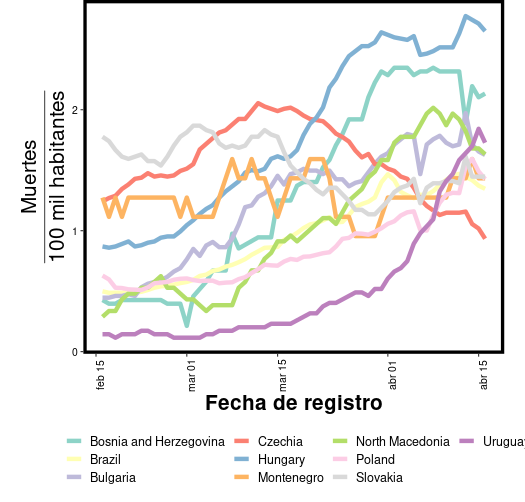 Muertes
100 mil habitantes
2
1
0
feb 15
mar 01
mar 15
abr 01
abr 15
Fecha de registro
Bosnia and Herzegovina
Czechia
North Macedonia
Brazil
Hungary
Poland
Bulgaria
Montenegro
Slovakia